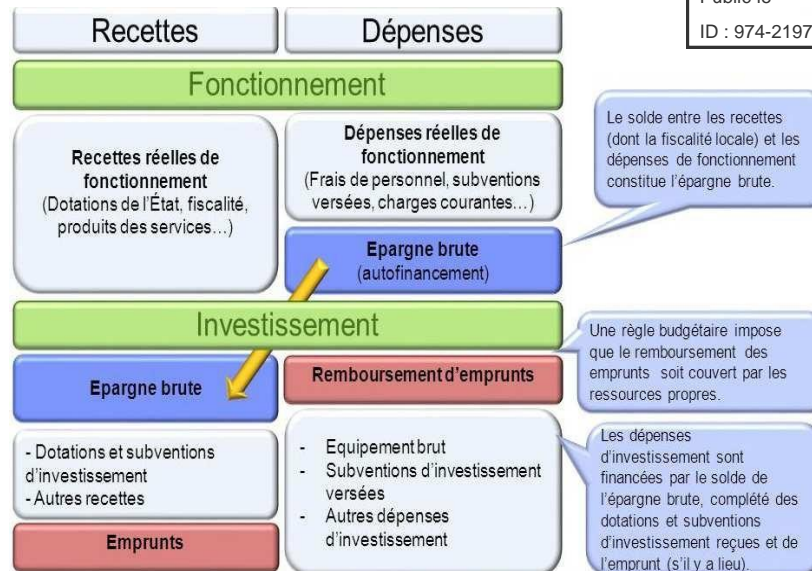 Publié le
ID : 974-2197
Recettes
Dépenses
Fonctionnement
Recettes réelles de
fonctionnement
(Dotations de l'État, fiscalité,
produits des services…)
Dépenses réelles de
fonctionnement
(Frais de personnel, subventions
versées, charges courantes…)
Epargne brute
(autofinancement)
Le solde entre les recettes
(dont la fiscalité locale) et les
dépenses de fonctionnement
constitue l'épargne brute.
Investissement
Epargne brute
Remboursement d'emprunts
Une règle budgétaire impose
que le remboursement des
emprunts soit couvert par les
ressources propres.
- Dotations et subventions
d'investissement
- Autres recettes
Emprunts
- Equipement brut
- Subventions d'investissement
versées
- Autres dépenses
d'investissement
Les dépenses
d'investissement sont
financées par le solde de
l'épargne brute, complété des
dotations et subventions
d'investissement reçues et de
l'emprunt (s'il y a lieu).